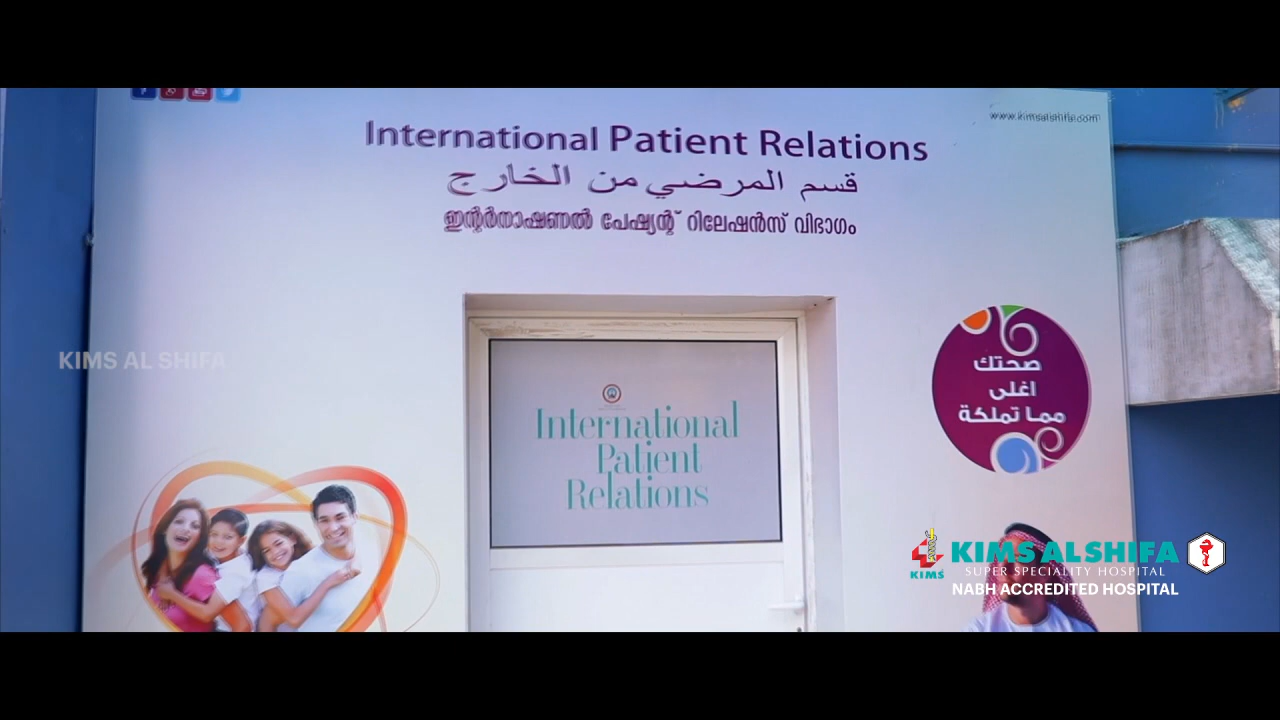 www.kimsalshifa.com
International Patient Relations
قسم المرضي من الخارج
ഇന്റർനാഷണൽ പേഷ്യന്റ് റിലേഷൻസ് വിഭാഗം
KIMS AL SHIFA
صحتك
اغلى
مما تملكة
International
Patient
Relations
KIMS
KIMS AL SHIFA
SUPER SPECIALITY HOSPITAL
NABH ACCREDITED HOSPITAL